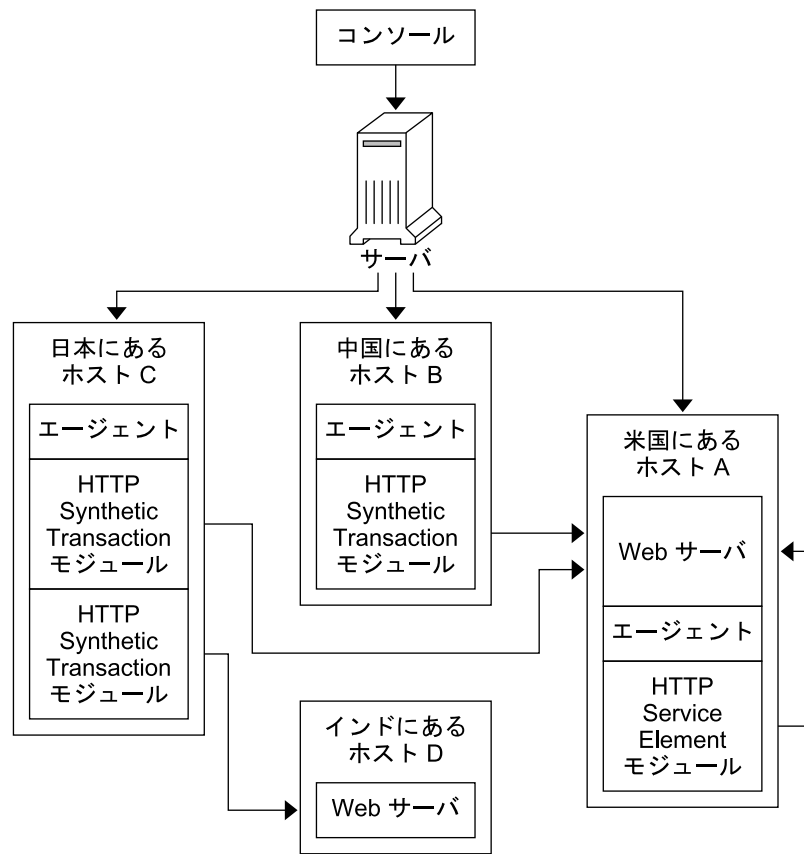 コンソール
サーバ
日本にある
ホスト C
エージェント
HTTP
Synthetic
Transaction
モジュール
HTTP
Synthetic
Transaction
モジュール
中国にある
ホスト B
エージェント
HTTP
Synthetic
Transaction
モジュール
米国にある
ホスト A
Web サーバ
エージェント
HTTP
Service
Element
モジュール
インドにある
ホスト D
Web サーバ